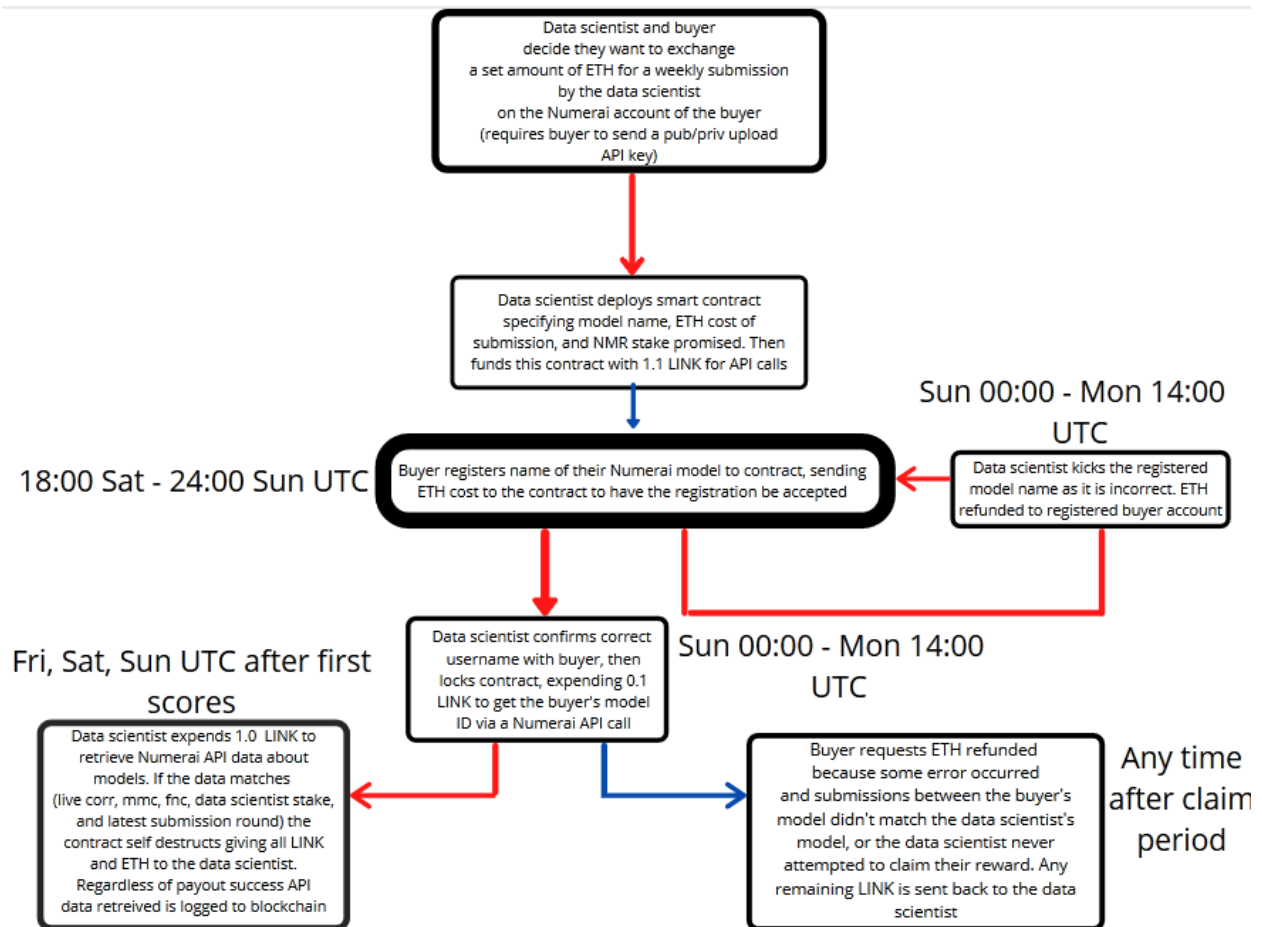 Data scientist and buyer
decide they want to exchange
a set amount of ETH for a weekly submission
by the data scientist
on the Numerai account of the buyer
(requires buyer to send a pub/priv upload
API key)
Data scientist deploys smart contract
specifying model name, ETH cost of
submission, and NMR stake promised. Then
funds this contract with 1.1 LINK for API calls
Sun 00:00 - Mon 14:00
UTC
18:00 Sat - 24:00 Sun UTC
Buyer registers name of their Numerai model to contract, sending
ETH cost to the contract to have the registration be accepted
Data scientist kicks the registered
model name as it is incorrect. ETH
refunded to registered buyer account
Data scientist confirms correct
username with buyer, then
locks contract, expending 0.1
LINK to get the buyer's model
ID via a Numerai API call
Sun 00:00 - Mon 14:00
UTC
Fri, Sat, Sun UTC after first
scores
Data scientist expends 1.0 LINK to
retrieve Numerai API data about
models. If the data matches
(live corr, mmc, fnc, data scientist stake,
and latest submission round) the
contract self destructs giving all LINK
and ETH to the data scientist.
Regardless of payout success API
data retreived is logged to blockchain
Buyer requests ETH refunded
because some error occurred
and submissions between the buyer's
model didn't match the data scientist's
model, or the data scientist never
attempted to claim their reward. Any
remaining LINK is sent back to the data
scientist
Any time
after claim
period